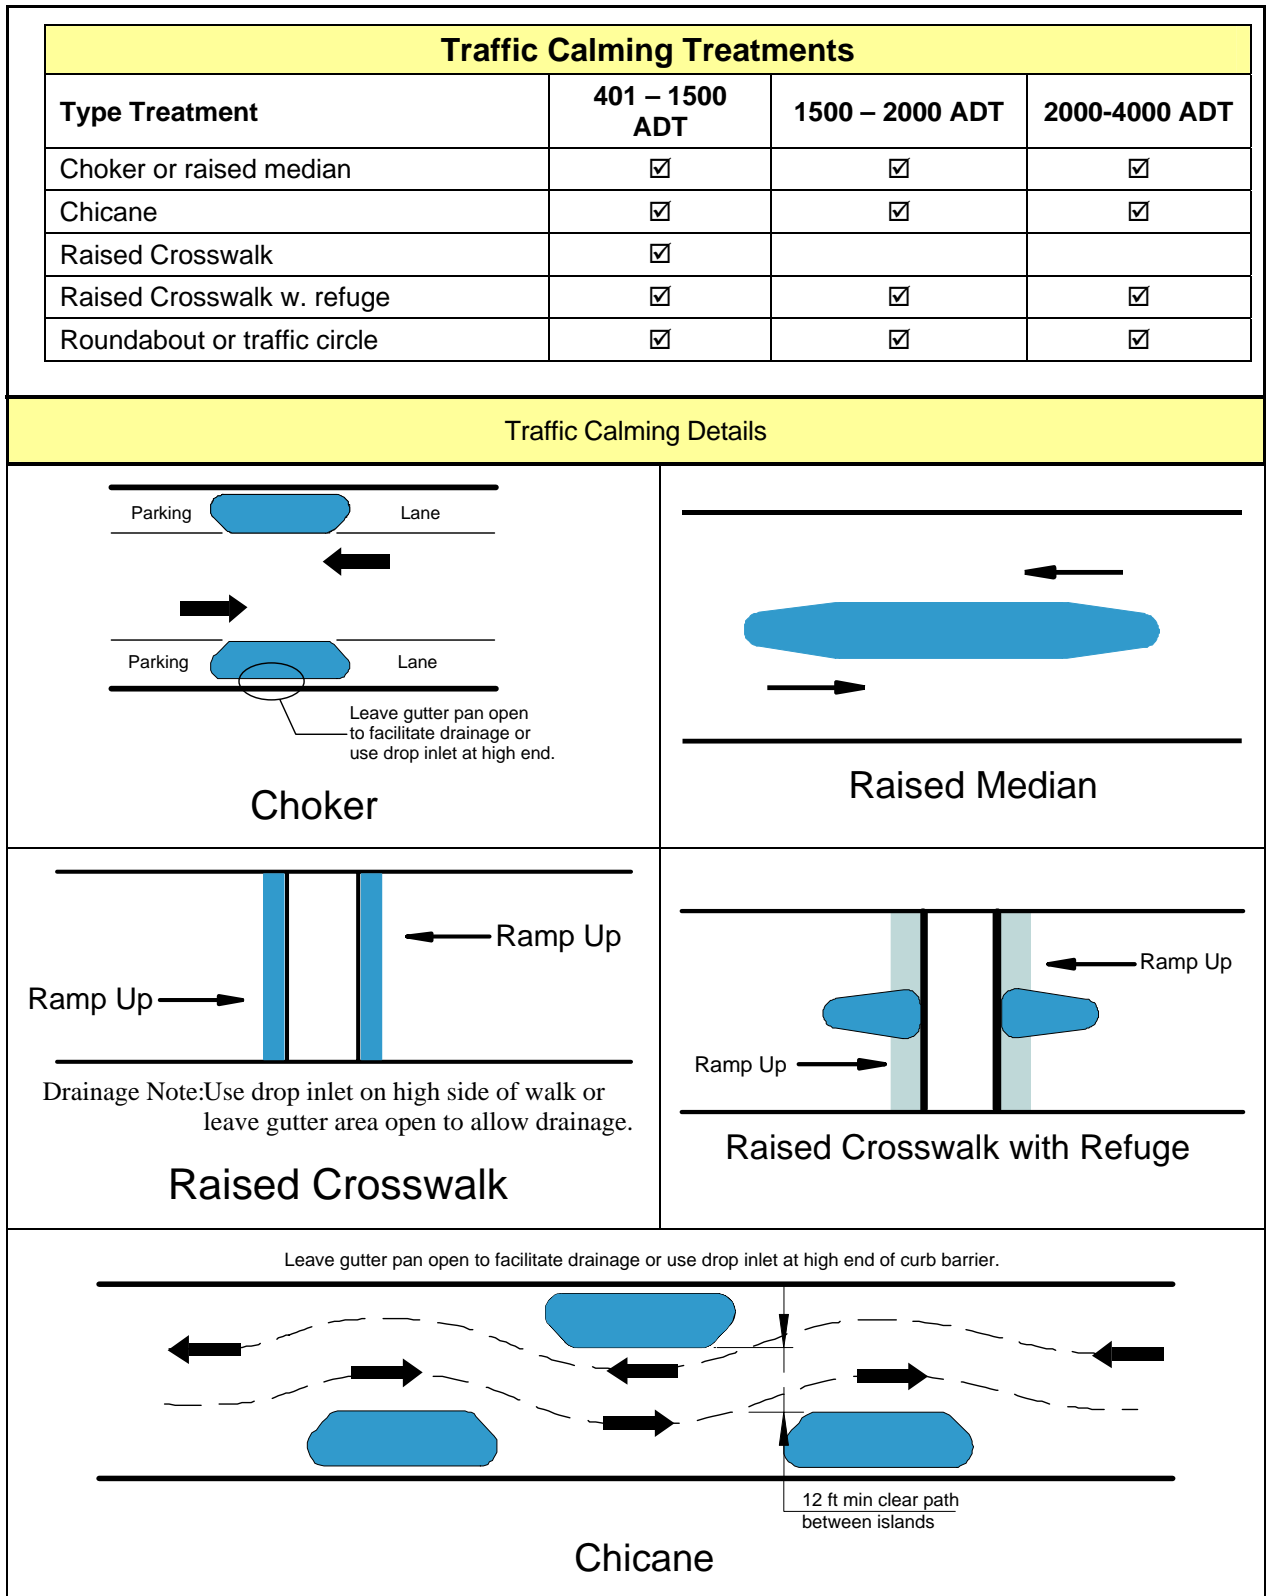 Traffic Calming Treatments
Type Treatment
401 – 1500
ADT
1500 – 2000 ADT
2000-4000 ADT
Choker or raised median ☑ ☑ ☑
Chicane ☑ ☑ ☑
Raised Crosswalk ☑
Raised Crosswalk w. refuge ☑ ☑ ☑
Roundabout or traffic circle ☑ ☑ ☑
Traffic Calming Details
Parking Lane
Parking Lane
Leave gutter pan open
to facilitate drainage or
use drop inlet at high end.
Choker
Raised Median
Ramp Up
Ramp Up
Drainage Note:Use drop inlet on high side of walk or
leave gutter area open to allow drainage.
Raised Crosswalk
Ramp Up
Ramp Up
Raised Crosswalk with Refuge
Leave gutter pan open to facilitate drainage or use drop inlet at high end of curb barrier.
12 ft min clear path
between islands
Chicane